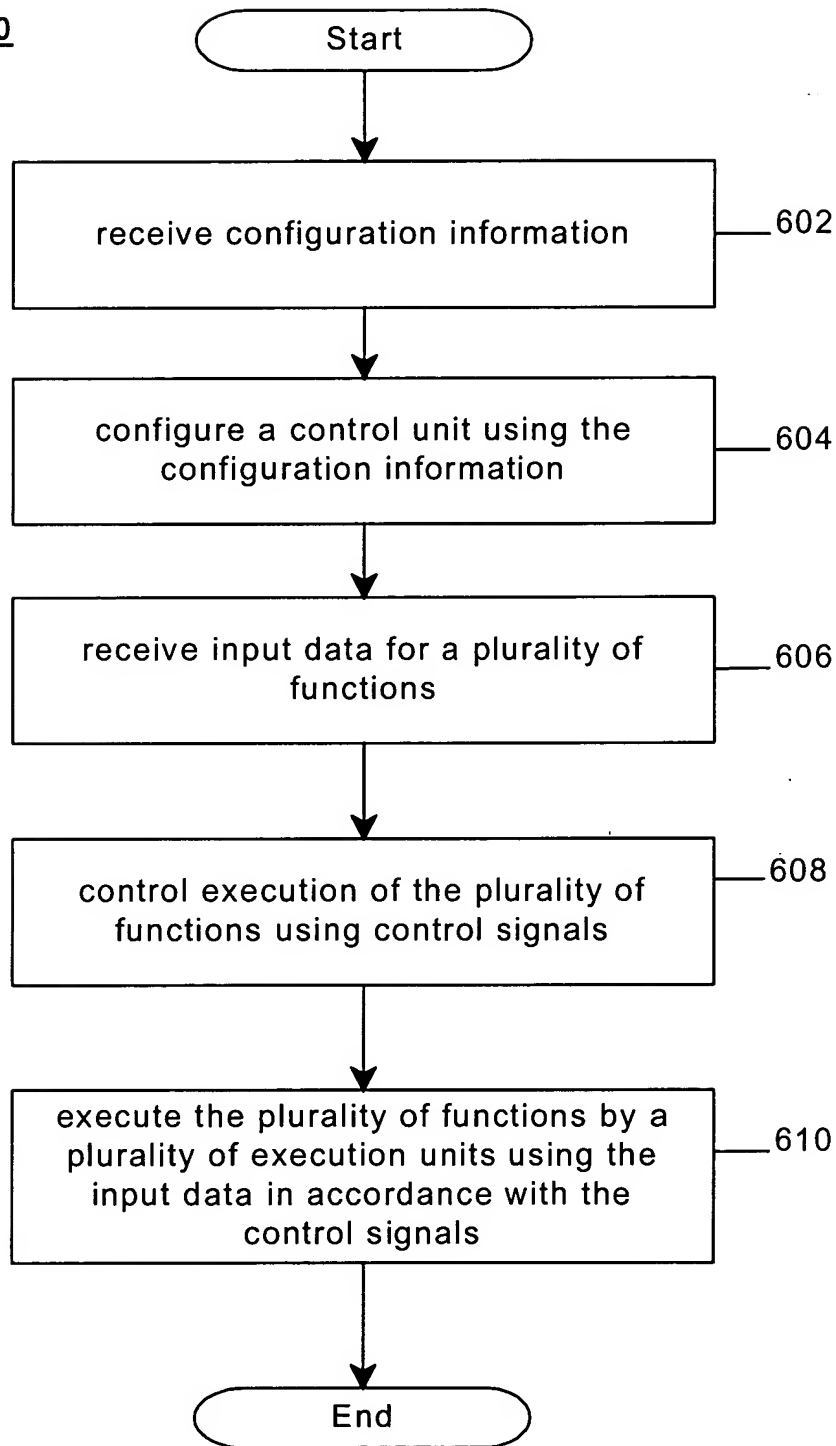 0
Start
receive configuration information
602
configure a control unit using the
configuration information
604
receive input data for a plurality of
functions
606
control execution of the plurality of
functions using control signals
608
execute the plurality of functions by a
plurality of execution units using the
input data in accordance with the
control signals
610
End